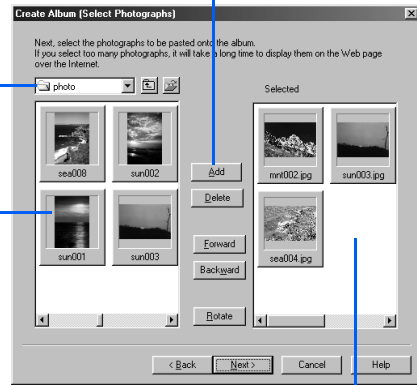 Create Album (Select Photographs)
Next, select the photographs to be pasted onto the album.
If you select too many photographs, it will take a long time to display them on the Web page
over the Internet.
photo
Selected
sea008 sun002
sun001 sun003
Add
Delete
Forward
Backward
Rotate
mnt002.jpg sun003.jpg
sea004.jpg
< Back Next > Cancel Help